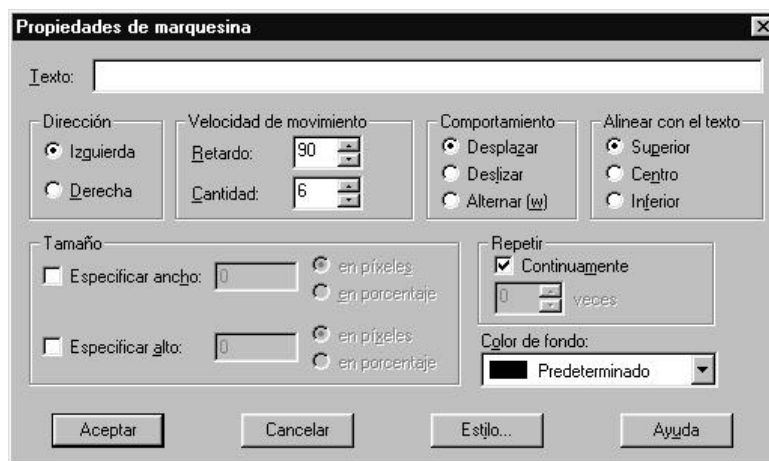 Propiedades de marquesina
Texto:
Dirección
Izquierda
Derecha
Velocidad de movimiento
Retardo: 90
Cantidad: 6
Comportamiento
Desplazar
Deslizar
Alternar (w)
Alinear con el texto
Superior
Centro
Inferior
Tamaño
Especificar ancho: 0
en píxeles
en porcentaje
Especificar alto: 0
en píxeles
en porcentaje
Repetir
Continuamente
0 veces
Color de fondo:
Predeterminado
Aceptar Cancelar Estilo... Ayuda